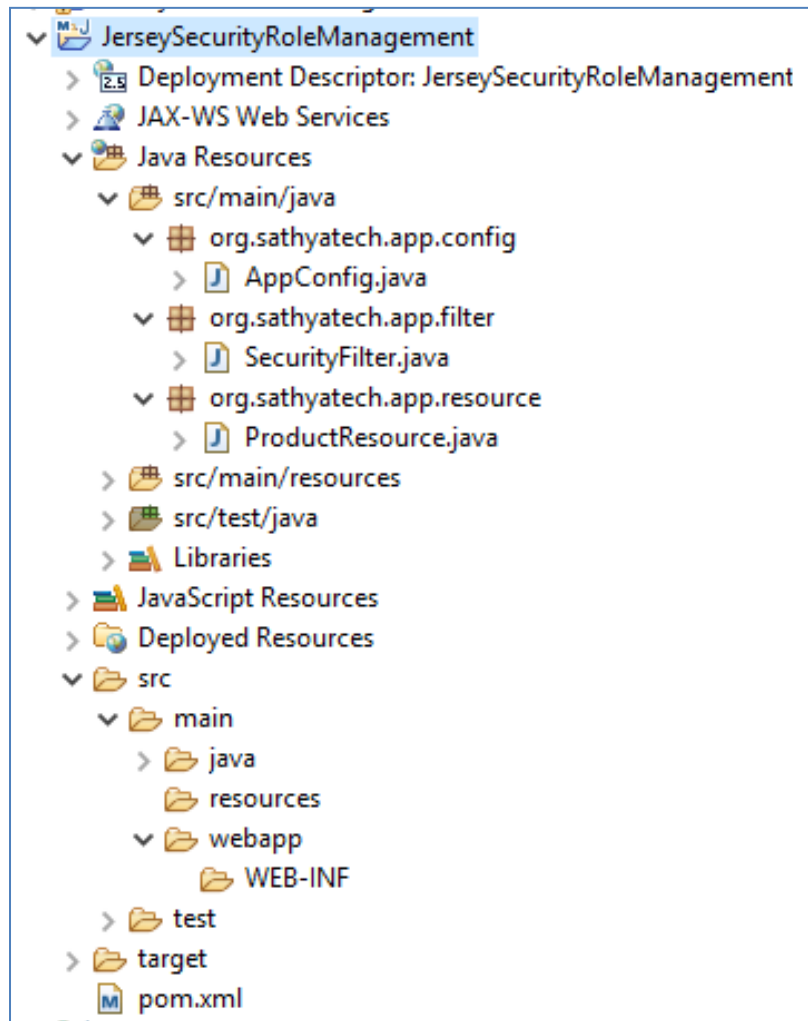 JerseySecurityRoleManagement
Deployment Descriptor: JerseySecurityRoleManagement
JAX-WS Web Services
Java Resources
src/main/java
org.sathyatech.app.config
AppConfig.java
org.sathyatech.app.filter
SecurityFilter.java
org.sathyatech.app.resource
ProductResource.java
src/main/resources
src/test/java
Libraries
JavaScript Resources
Deployed Resources
src
main
java
resources
webapp
WEB-INF
test
target
pom.xml